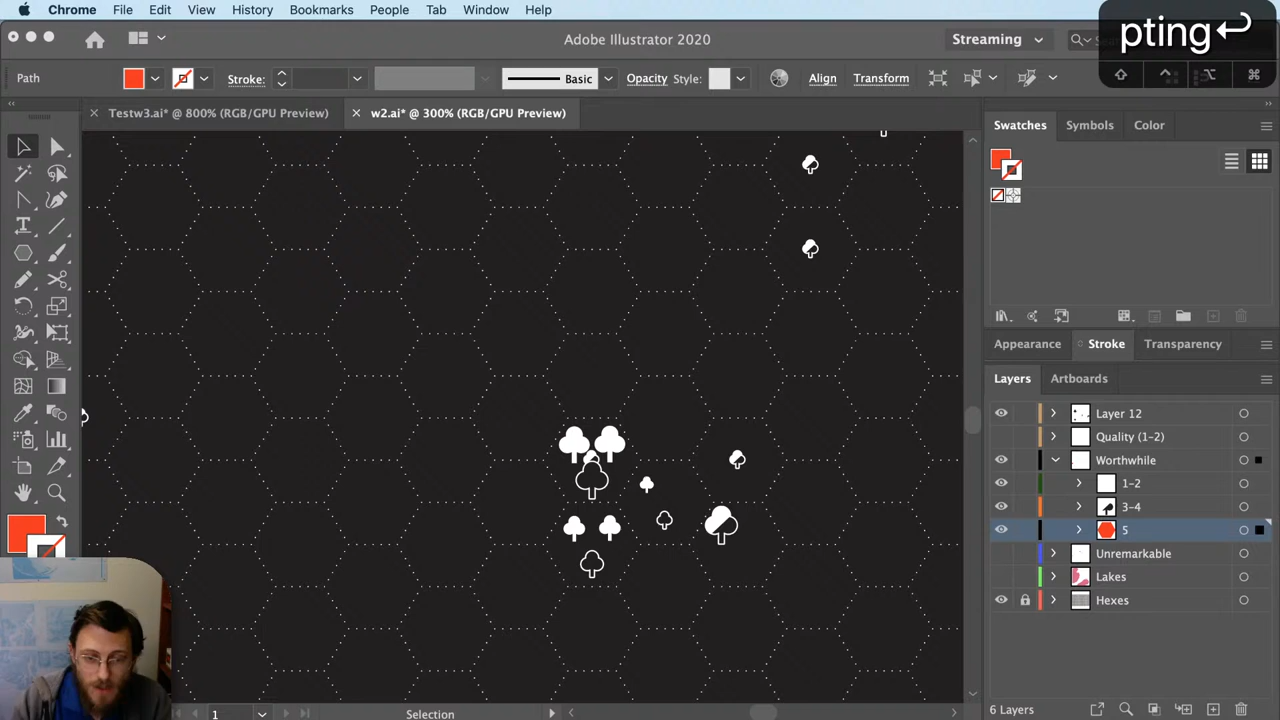 Chrome File Edit View History Bookmarks People Tab Window Help
pting↩
Adobe Illustrator 2020
Streaming
Path
Stroke:
Basic
Opacity Style:
Align Transform
Testw3.ai* @ 800% (RGB/GPU Preview)
w2.ai* @ 300% (RGB/GPU Preview)
Swatches Symbols Color
Appearance Stroke Transparency
Layers Artboards
Layer 12
Quality (1-2)
Worthwhile
1-2
3-4
5
Unremarkable
Lakes
Hexes
1
Selection
6 Layers